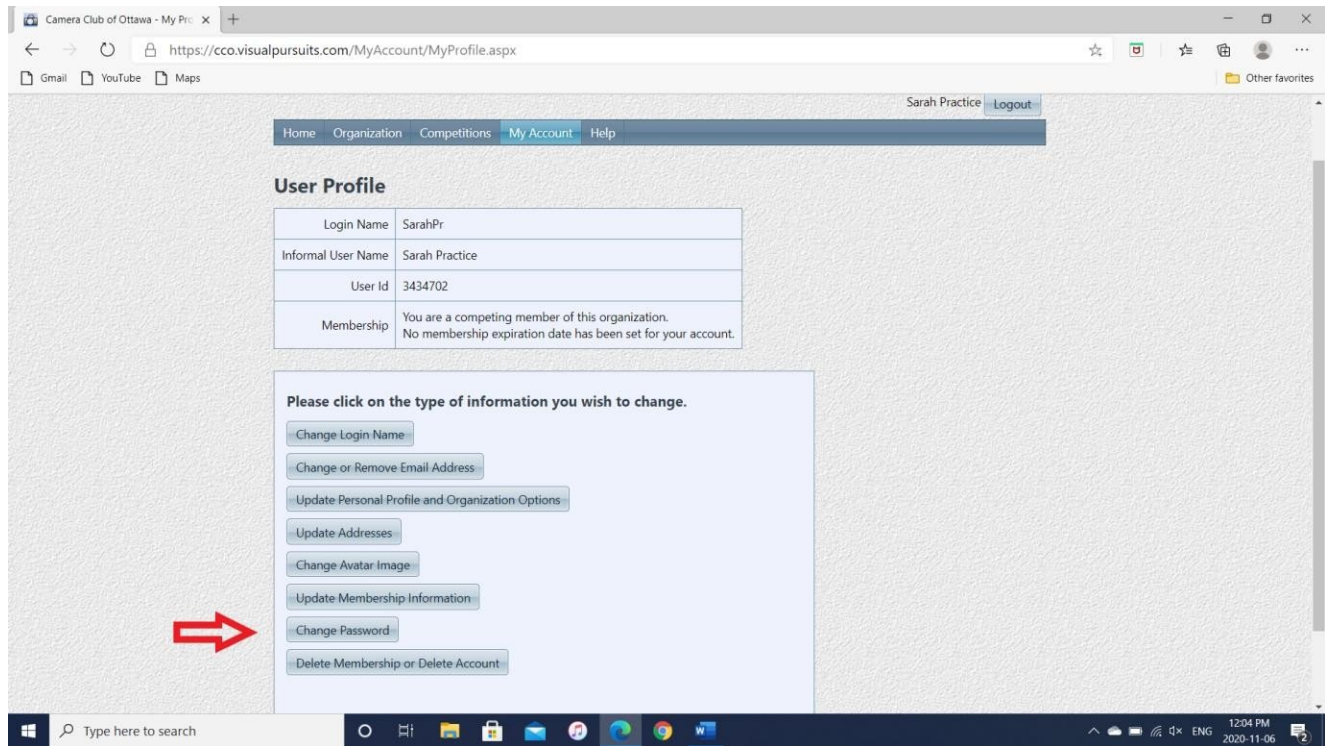 Camera Club of Ottawa - My Pro
https://cco.visualpursuits.com/MyAccount/MyProfile.aspx
Gmail YouTube Maps Other favorites
Sarah Practice Logout
Home Organization Competitions My Account Help
User Profile
Login Name SarahPr
Informal User Name Sarah Practice
User Id 3434702
Membership You are a competing member of this organization.
No membership expiration date has been set for your account.
Please click on the type of information you wish to change.
Change Login Name
Change or Remove Email Address
Update Personal Profile and Organization Options
Update Addresses
Change Avatar Image
Update Membership Information
Change Password
Delete Membership or Delete Account
Type here to search ENG 12:04 PM
2020-11-06